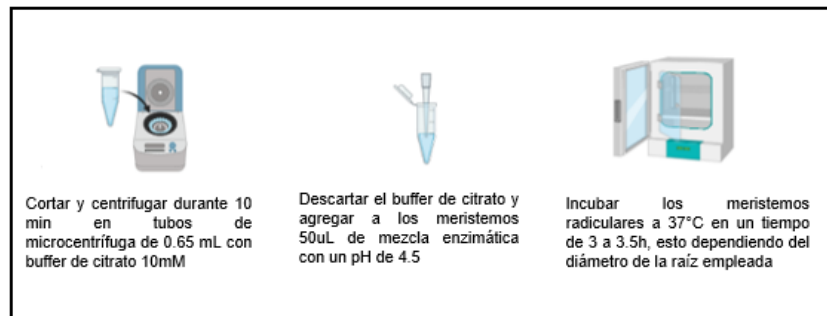 Cortar y centrifugar durante 10
min en tubos de
microcentrífuga de 0.65 mL con
buffer de citrato 10mM
Descartar el buffer de citrato y
agregar a los meristemos
50uL de mezcla enzimática
con un pH de 4.5
Incubar los meristemos
radiculares a 37°C en un tiempo
de 3 a 3.5h, esto dependiendo del
diámetro de la raíz empleada